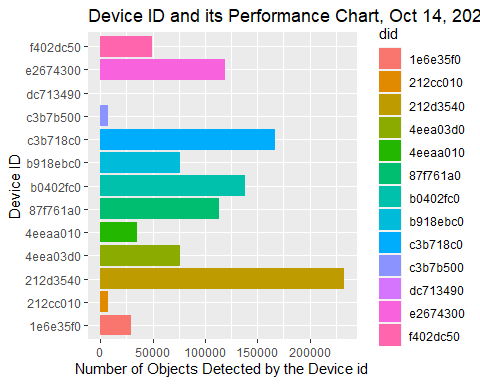 Device ID and its Performance Chart, Oct 14, 202
did
f402dc50
e2674300
dc713490
c3b7b500
c3b718c0
b918ebc0
b0402fc0
87f761a0
4eeaa010
4eea03d0
212d3540
212cc010
1e6e35f0
Device ID
0
50000
100000
150000
200000
Number of Objects Detected by the Device id
1e6e35f0
212cc010
212d3540
4eea03d0
4eeaa010
87f761a0
b0402fc0
b918ebc0
c3b718c0
c3b7b500
dc713490
e2674300
f402dc50